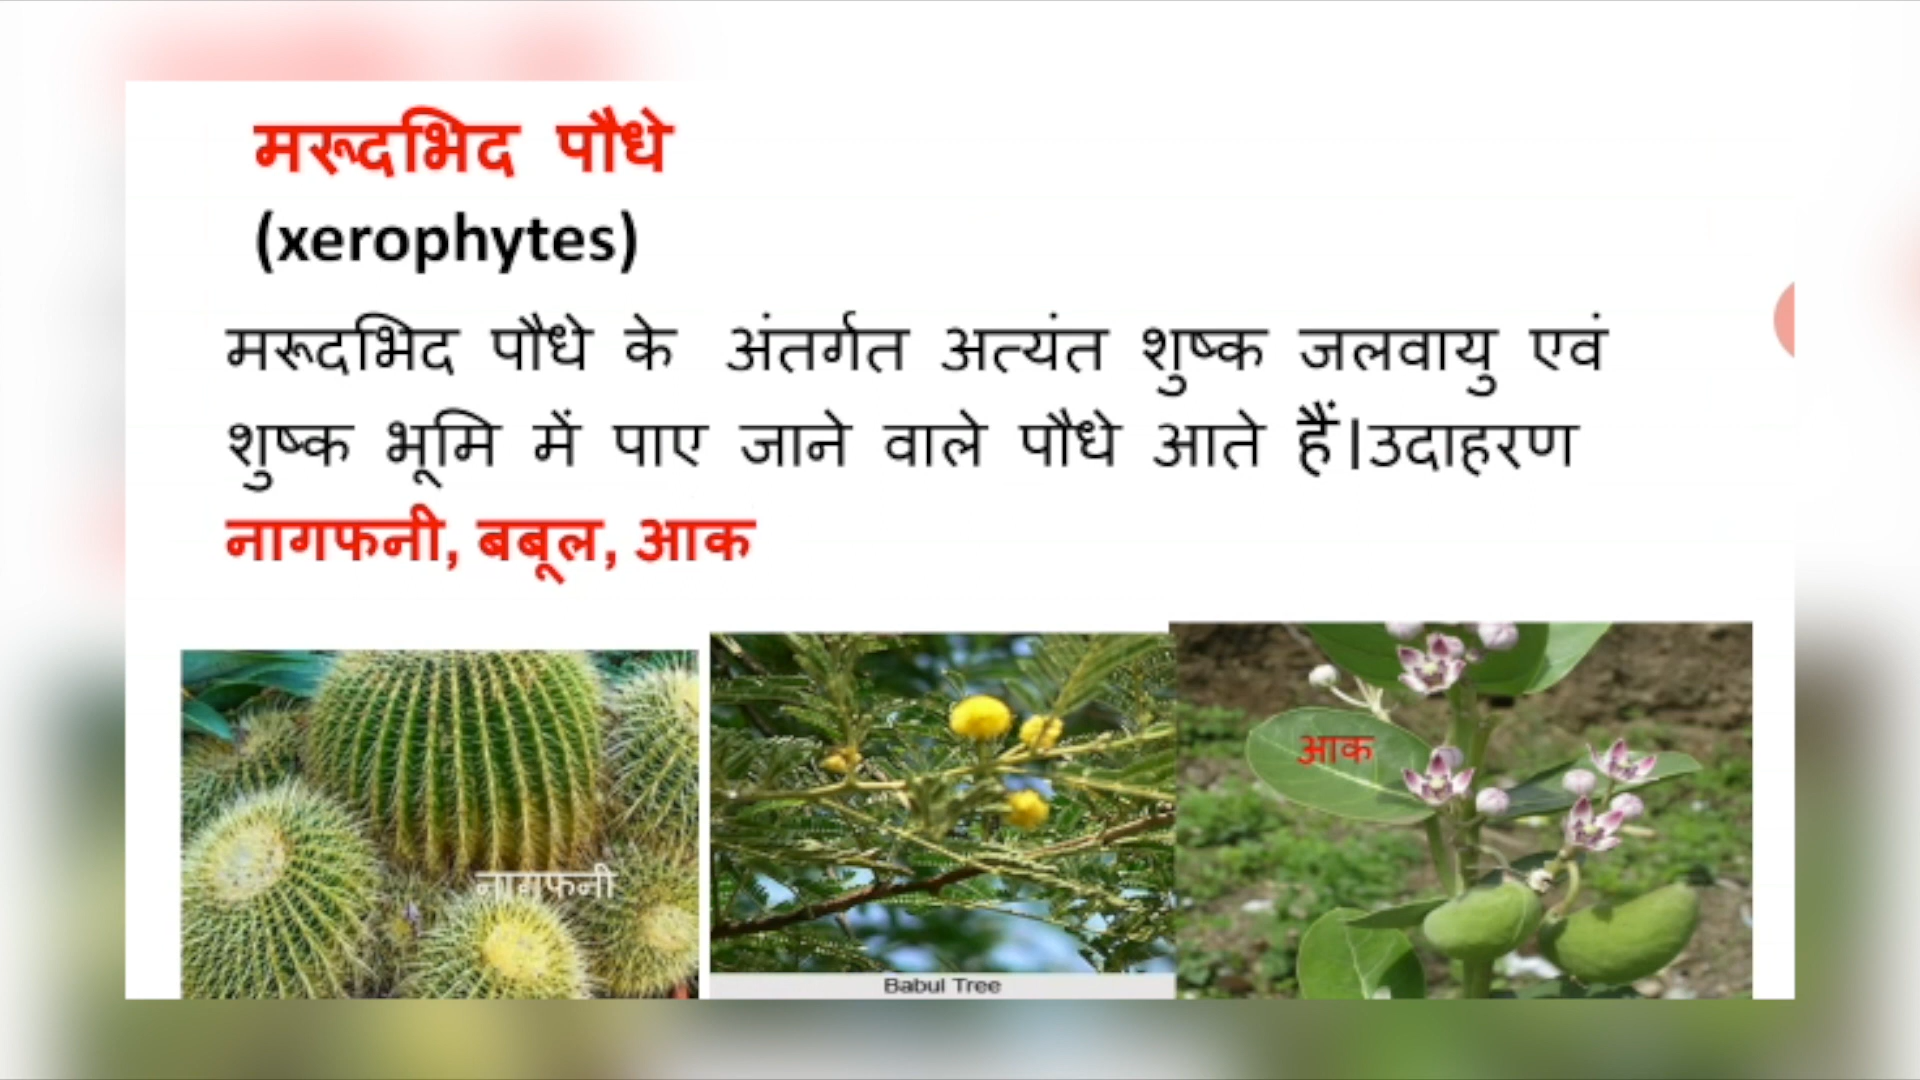 मरूदभिद पौधे
(xerophytes)
मरूदभिद पौधे के अंतर्गत अत्यंत शुष्क जलवायु एवं
शुष्क भूमि में पाए जाने वाले पौधे आते हैं।उदाहरण
नागफनी, बबूल, आक
आक
नागफनी
Babul Tree